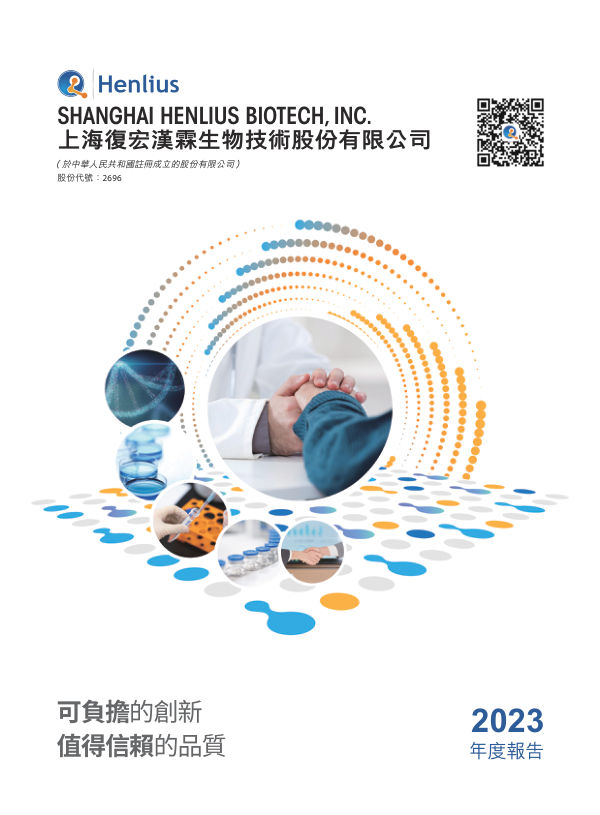 Henlius
SHANGHAI HENLIUS BIOTECH, INC.
上海復宏漢霖生物技術股份有限公司
(於中華人民共和國註冊成立的股份有限公司)
股份代號：2696
可負擔的創新
值得信賴的品質
2023
年度報告